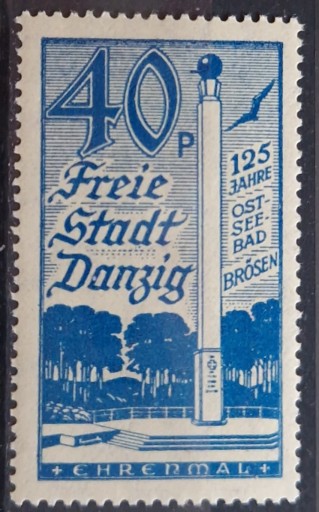 40 P
Freie
Stadt
Danzig
125
JAHRE
OST-
SEE-
BAD
BRÖSEN
+ EHRENMAL +